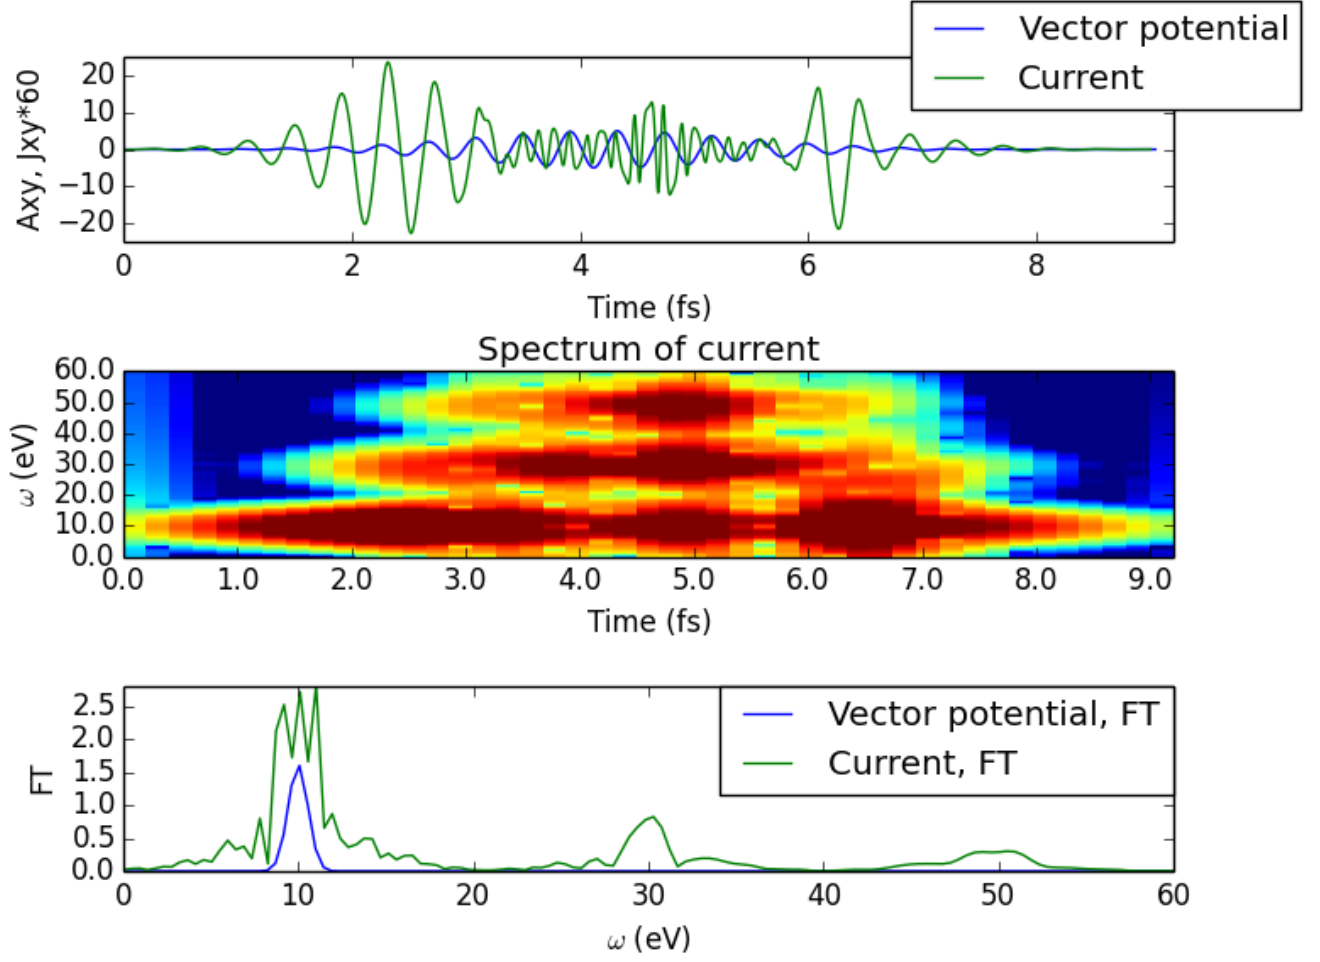 Vector potential
Current
Axy, Jxy*60
20
10
0
−10
−20
0 2 4 6 8
Time (fs)
Spectrum of current
ω (eV)
60.0
50.0
40.0
30.0
20.0
10.0
0.0
0.0 1.0 2.0 3.0 4.0 5.0 6.0 7.0 8.0 9.0
Time (fs)
Vector potential, FT
Current, FT
FT
2.5
2.0
1.5
1.0
0.5
0.0
0 10 20 30 40 50 60
ω (eV)